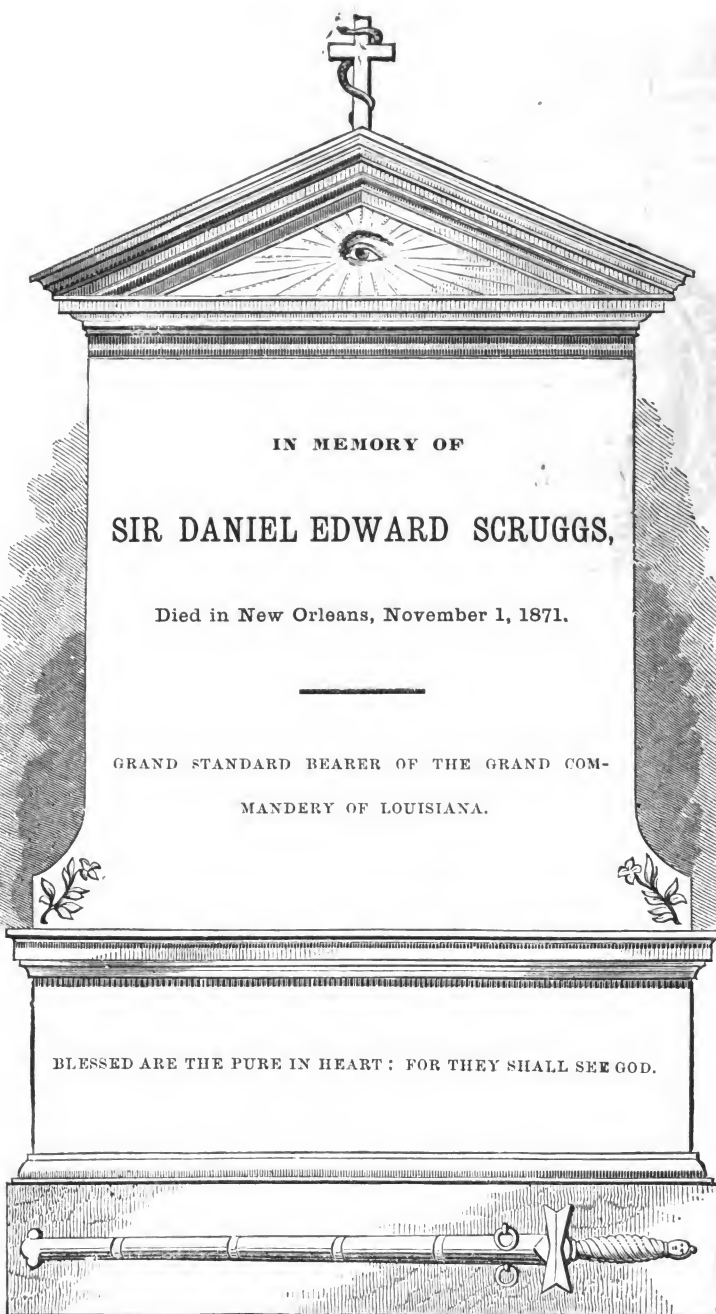 IN MEMORY OF
SIR DANIEL EDWARD SCRUGGS,
Died in New Orleans, November 1, 1871.
GRAND STANDARD BEARER OF THE GRAND COM-
MANDERY OF LOUISIANA.
BLESSED ARE THE PURE IN HEART: FOR THEY SHALL SEE GOD.